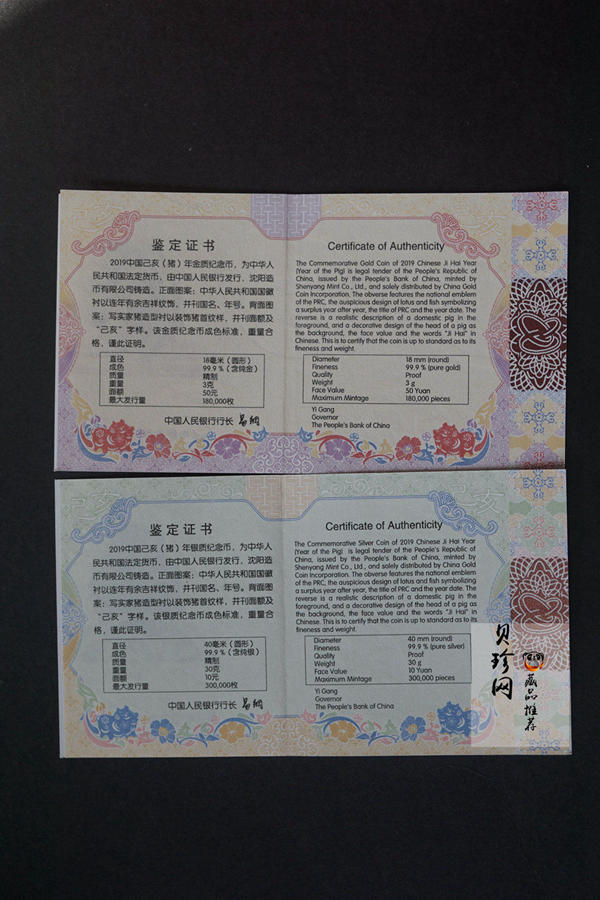 鉴定证书
2019中国己亥（猪）年金质纪念币，为中华人
民共和国法定货币，由中国人民银行发行，沈阳造
币有限公司铸造。正面图案：中华人民共和国国徽
衬以连年有余吉祥纹饰，并刊国名、年号。背面图
案：写实家猪造型衬以装饰猪首纹样，并刊面额及
“己亥”字样。该金质纪念币成色标准，重量合
格，谨此证明。
直径 18毫米（圆形）
成色 99.9％（含纯金）
质量 精制
重量 3克
面额 50元
最大发行量 180,000枚
中国人民银行行长 易纲
Certificate of Authenticity
The Commemorative Gold Coin of 2019 Chinese Ji Hai Year
(Year of the Pig) is legal tender of the People's Republic of
China, issued by the People's Bank of China, minted by
Shenyang Mint Co., Ltd., and solely distributed by China Gold
Coin Incorporation. The obverse features the national emblem
of the PRC, the auspicious design of lotus and fish symbolizing
a surplus year after year, the title of PRC and the year date. The
reverse is a realistic description of a domestic pig in the
foreground, and a decorative design of the head of a pig as
the background, the face value and the words "Ji Hai" in
Chinese. This is to certify that the coin is up to standard as to its
fineness and weight.
Diameter 18 mm (round)
Fineness 99.9 % (pure gold)
Quality Proof
Weight 3 g
Face Value 50 Yuan
Maximum Mintage 180,000 pieces
Yi Gang
Governor
The People's Bank of China
鉴定证书
2019中国己亥（猪）年银质纪念币，为中华人
民共和国法定货币，由中国人民银行发行，沈阳造
币有限公司铸造。正面图案：中华人民共和国国徽
衬以连年有余吉祥纹饰，并刊国名、年号。背面图
案：写实家猪造型衬以装饰猪首纹样，并刊面额及
“己亥”字样。该银质纪念币成色标准，重量合
格，谨此证明。
直径 40毫米（圆形）
成色 99.9％（含纯银）
质量 精制
重量 30克
面额 10元
最大发行量 300,000枚
中国人民银行行长 易纲
Certificate of Authenticity
The Commemorative Silver Coin of 2019 Chinese Ji Hai Year
(Year of the Pig) is legal tender of the People's Republic of
China, issued by the People's Bank of China, minted by
Shenyang Mint Co., Ltd., and solely distributed by China Gold
Coin Incorporation. The obverse features the national emblem
of the PRC, the auspicious design of lotus and fish symbolizing
a surplus year after year, the title of PRC and the year date. The
reverse is a realistic description of a domestic pig in the
foreground, and a decorative design of the head of a pig as
the background, the face value and the words "Ji Hai" in
Chinese. This is to certify that the coin is up to standard as to its
fineness and weight.
Diameter 40 mm (round)
Fineness 99.9 % (pure silver)
Quality Proof
Weight 30 g
Face Value 10 Yuan
Maximum Mintage 300,000 pieces
Yi Gang
Governor
The People's Bank of China
贝珍网
藏品推荐